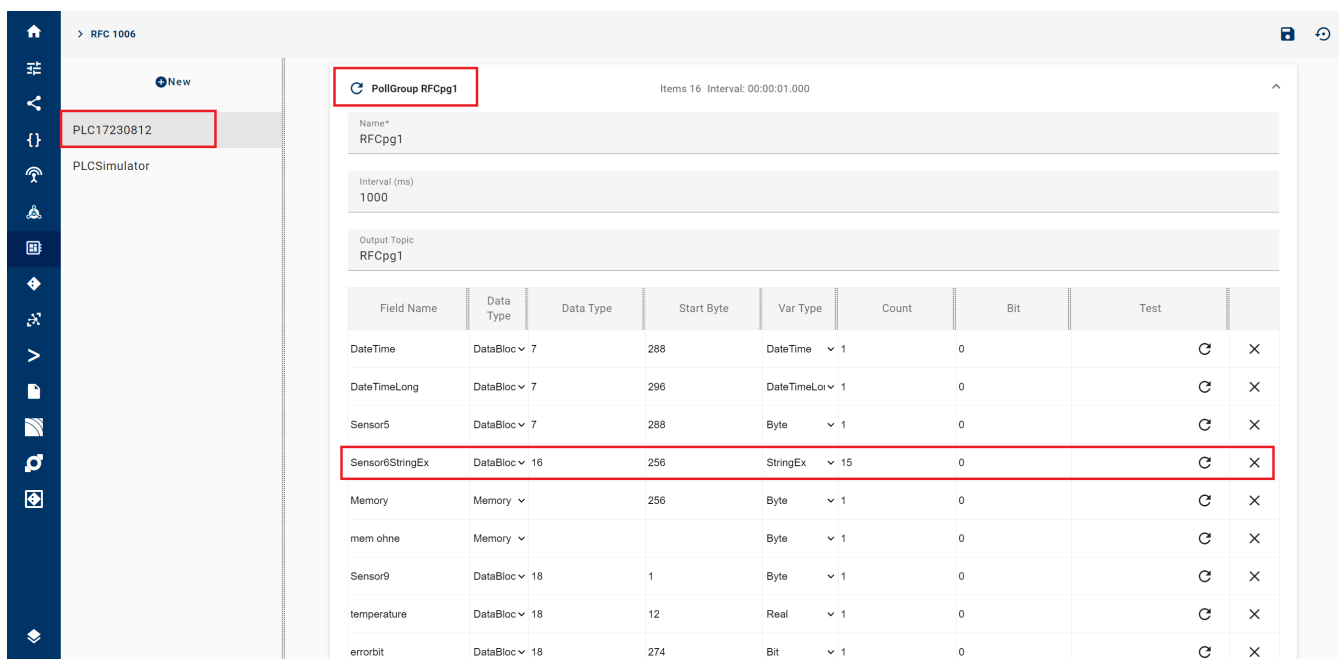 > RFC 1006
New
PLC17230812
PLCSimulator
PollGroup RFCpg1 Items 16 Interval: 00:00:01.000
Name*
RFCpg1
Interval (ms)
1000
Output Topic
RFCpg1
Field Name Data Type Data Type Start Byte Var Type Count Bit Test
DateTime DataBloc 7 288 DateTime 1 0
DateTimeLong DataBloc 7 296 DateTimeLo 1 0
Sensor5 DataBloc 7 288 Byte 1 0
Sensor6StringEx DataBloc 16 256 StringEx 15 0
Memory Memory 256 Byte 1 0
mem ohne Memory Byte 1 0
Sensor9 DataBloc 18 1 Byte 1 0
temperature DataBloc 18 12 Real 1 0
errorbit DataBloc 18 274 Bit 1 0